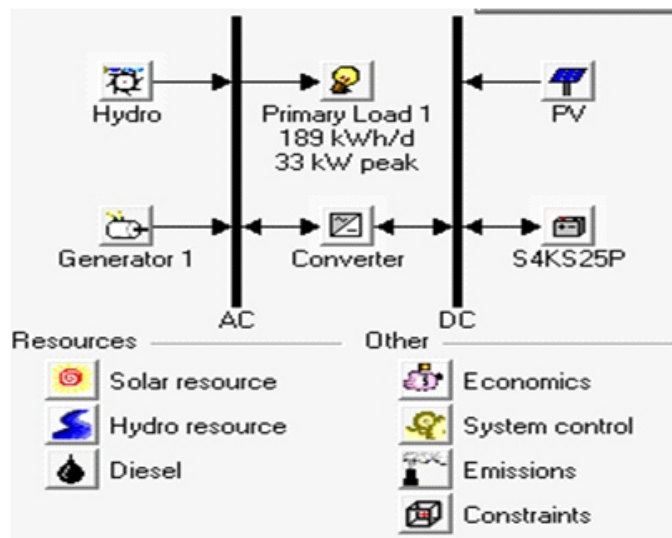 Hydro
Primary Load 1
189 kWh/d
33 kW peak
PV
Generator 1
Converter
S4KS25P
AC
DC
Resources
Other
Solar resource
Economics
Hydro resource
System control
Diesel
Emissions
Constraints